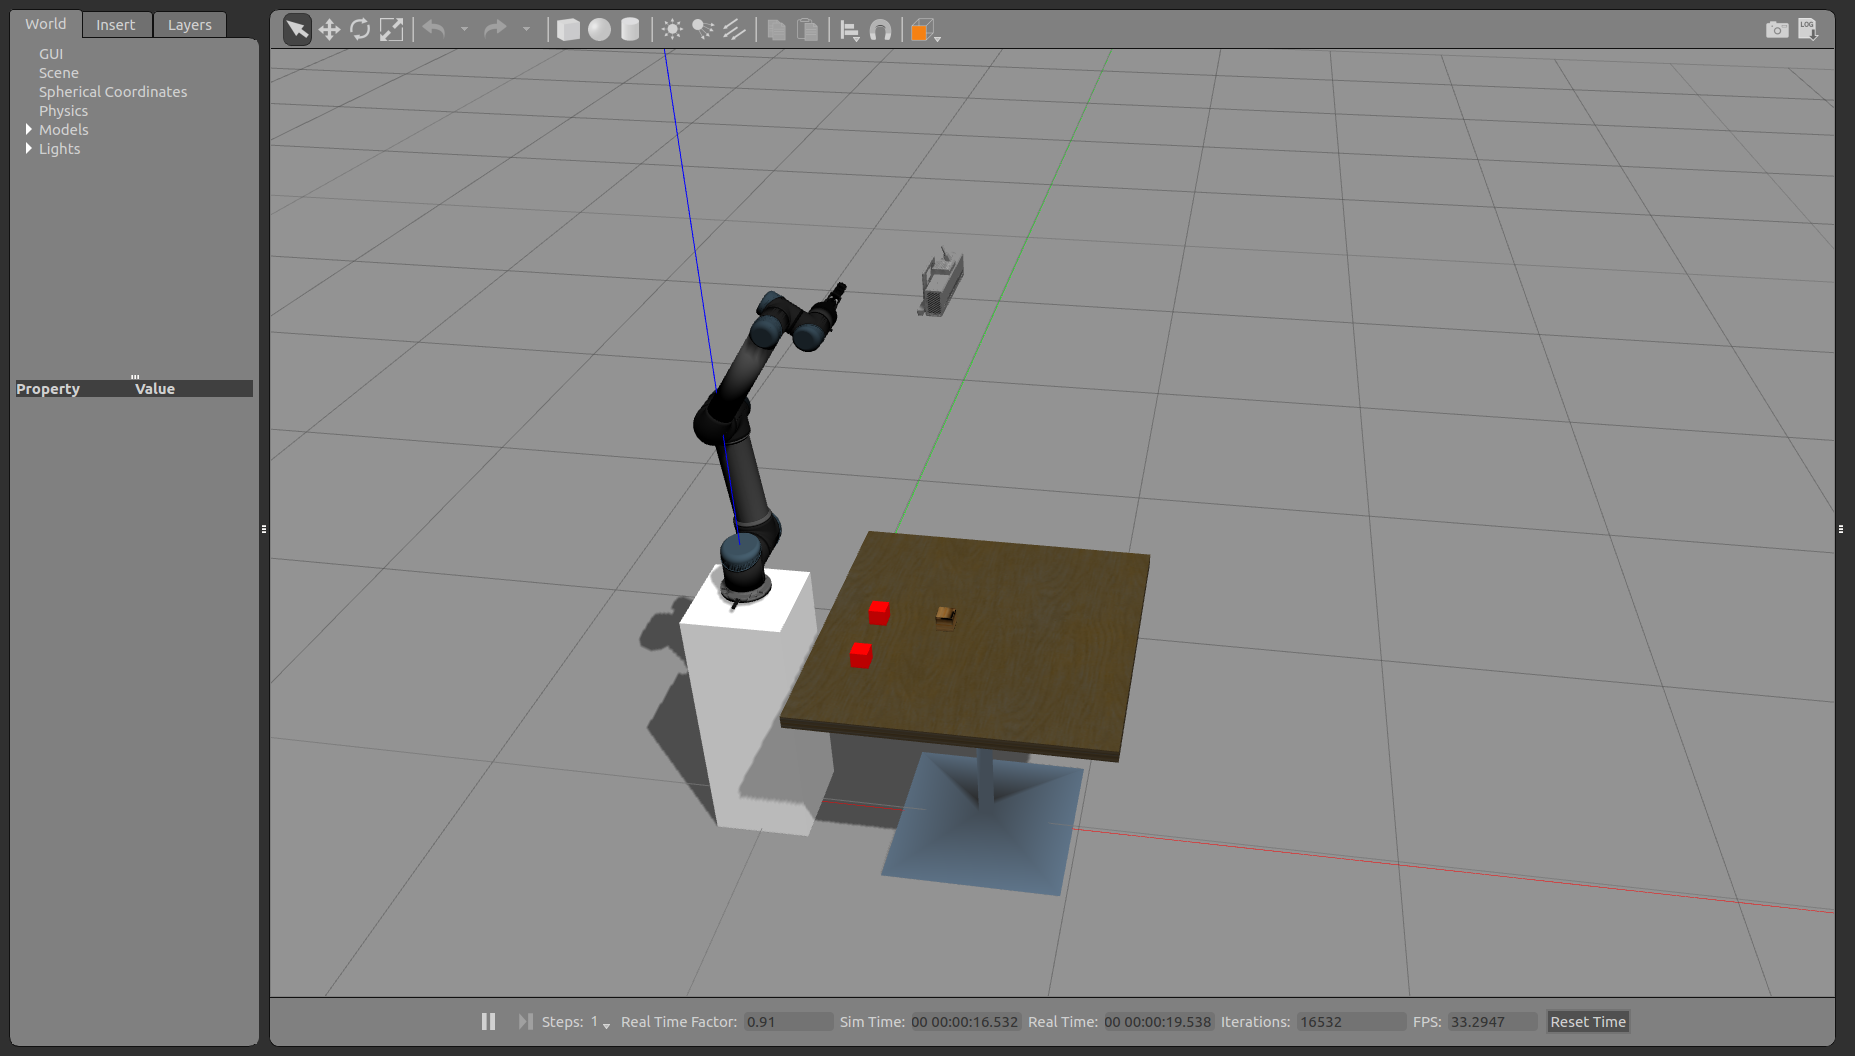 World Insert Layers
GUI
Scene
Spherical Coordinates
Physics
Models
Lights
Property Value
LOG
Steps: 1 Real Time Factor: 0.91 Sim Time: 00 00:00:16.532 Real Time: 00 00:00:19.538 Iterations: 16532 FPS: 33.2947 Reset Time